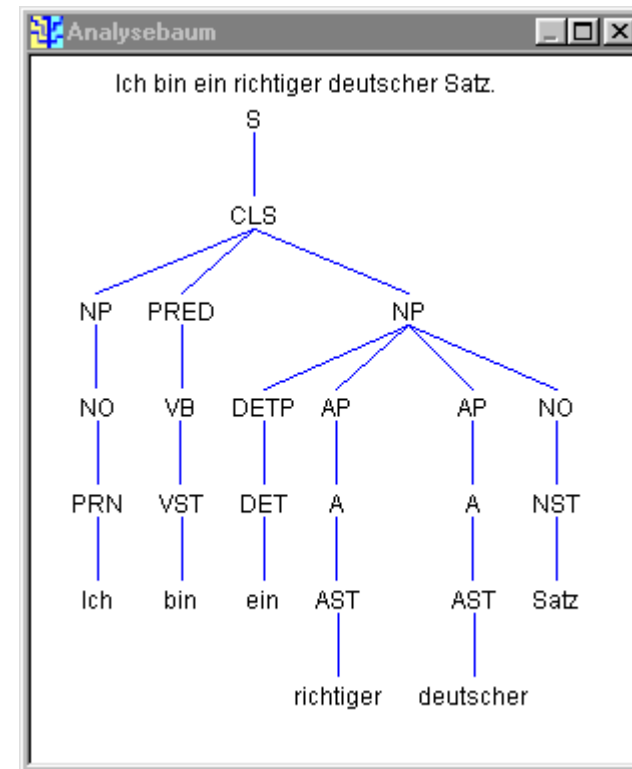 Analysebaum
Ich bin ein richtiger deutscher Satz.
S
CLS
NP PRED NP
NO VB DETP AP AP NO
PRN VST DET A A NST
Ich bin ein AST AST Satz
richtiger deutscher